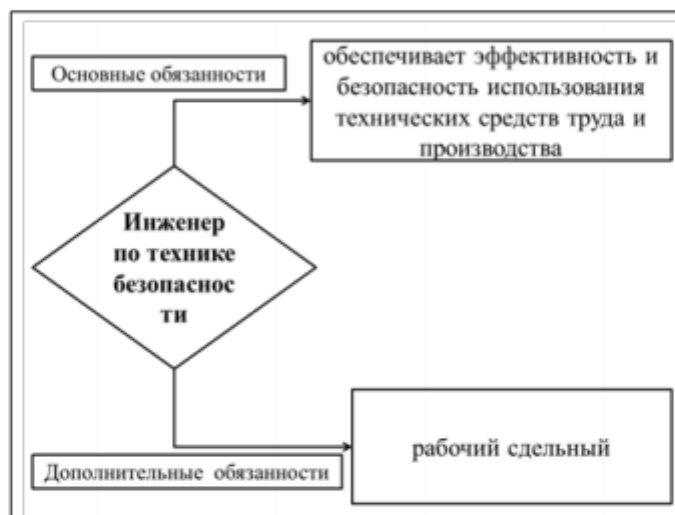 Основные обязанности
обеспечивает эффективность и
безопасность использования
технических средств труда и
производства
Инженер
по технике
безопаснос
ти
рабочий сдельный
Дополнительные обязанности